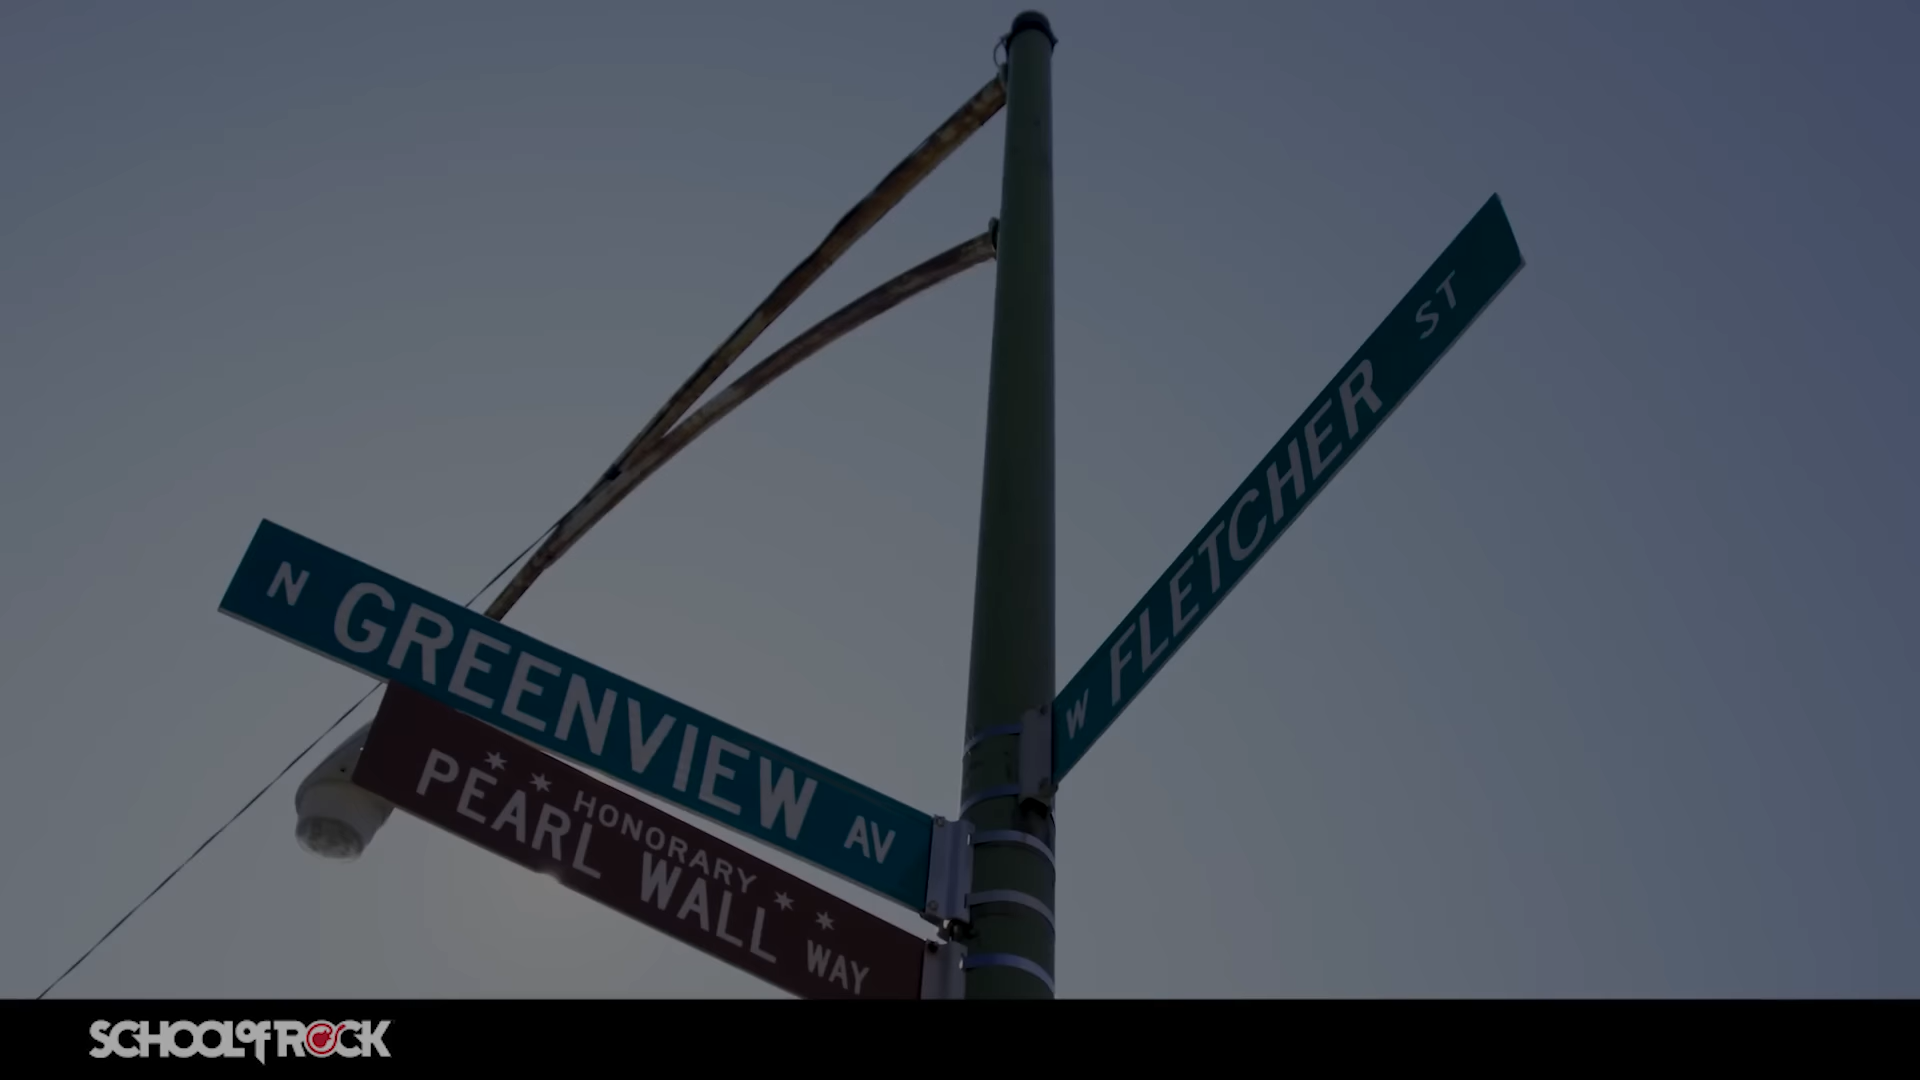 W FLETCHER ST
N GREENVIEW AV
HONORARY
PEARL WALL WAY
SCHOOL of ROCK